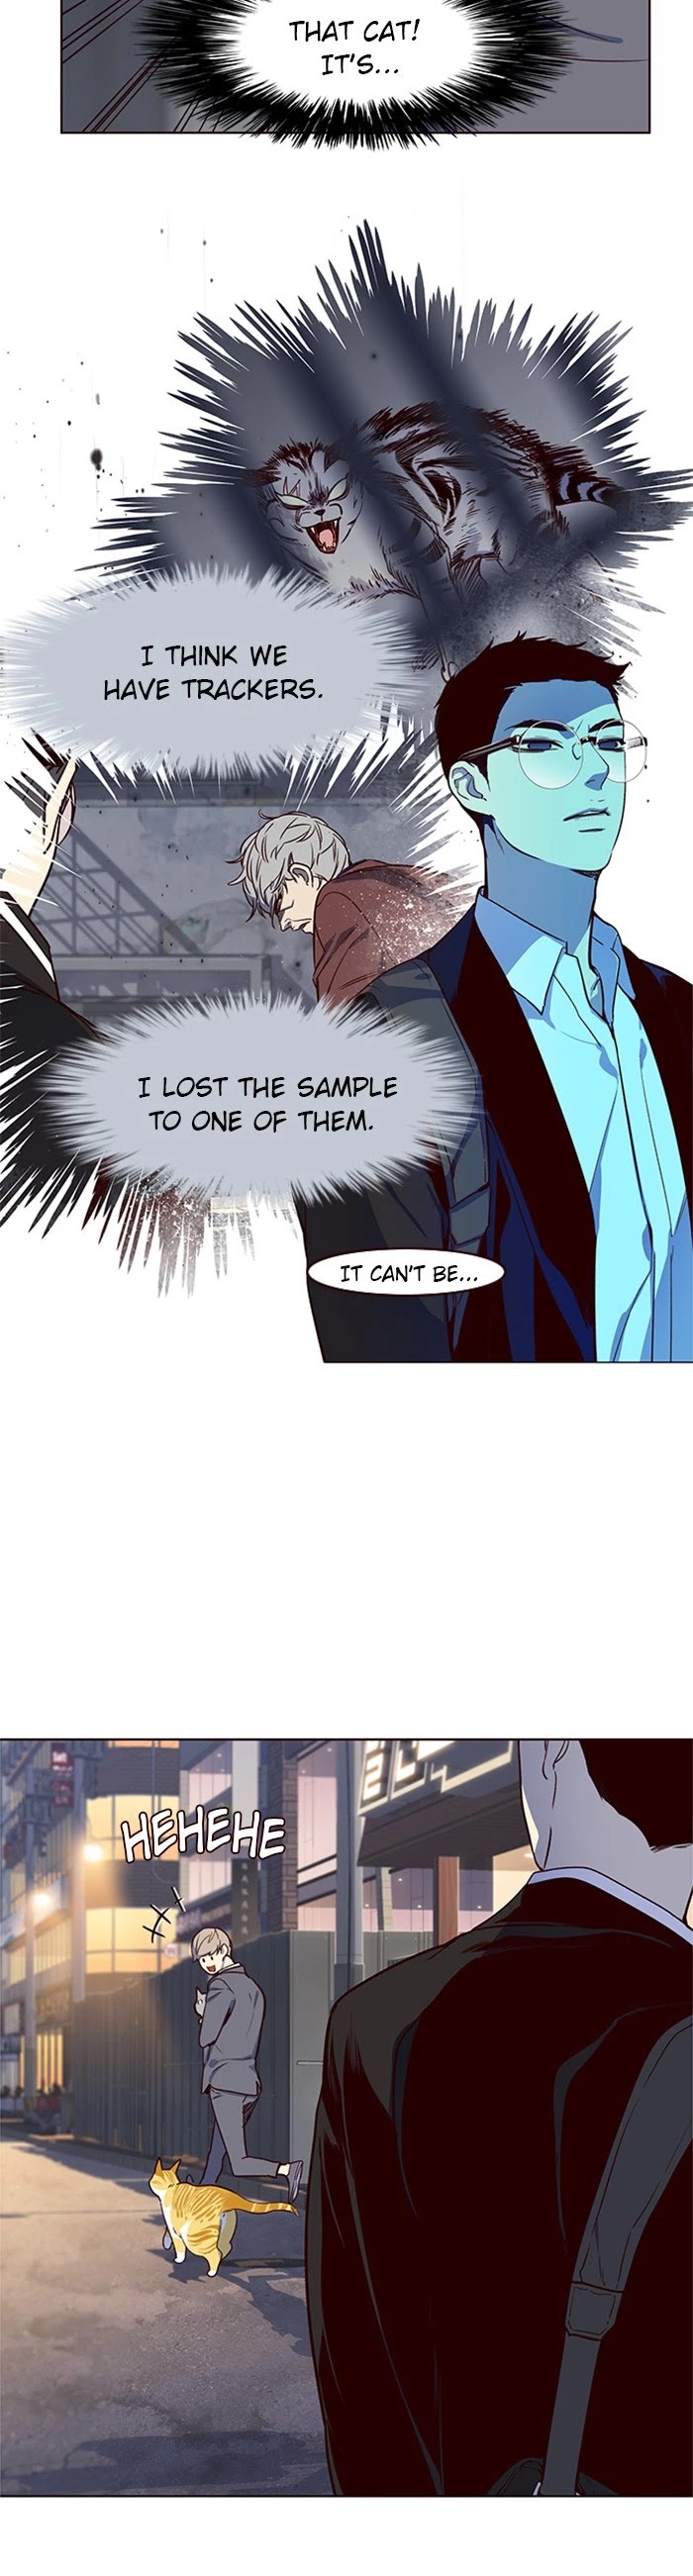 THAT CAT!
IT'S...
I THINK WE
HAVE TRACKERS.
I LOST THE SAMPLE
TO ONE OF THEM.
IT CAN'T BE...
HEHEHE